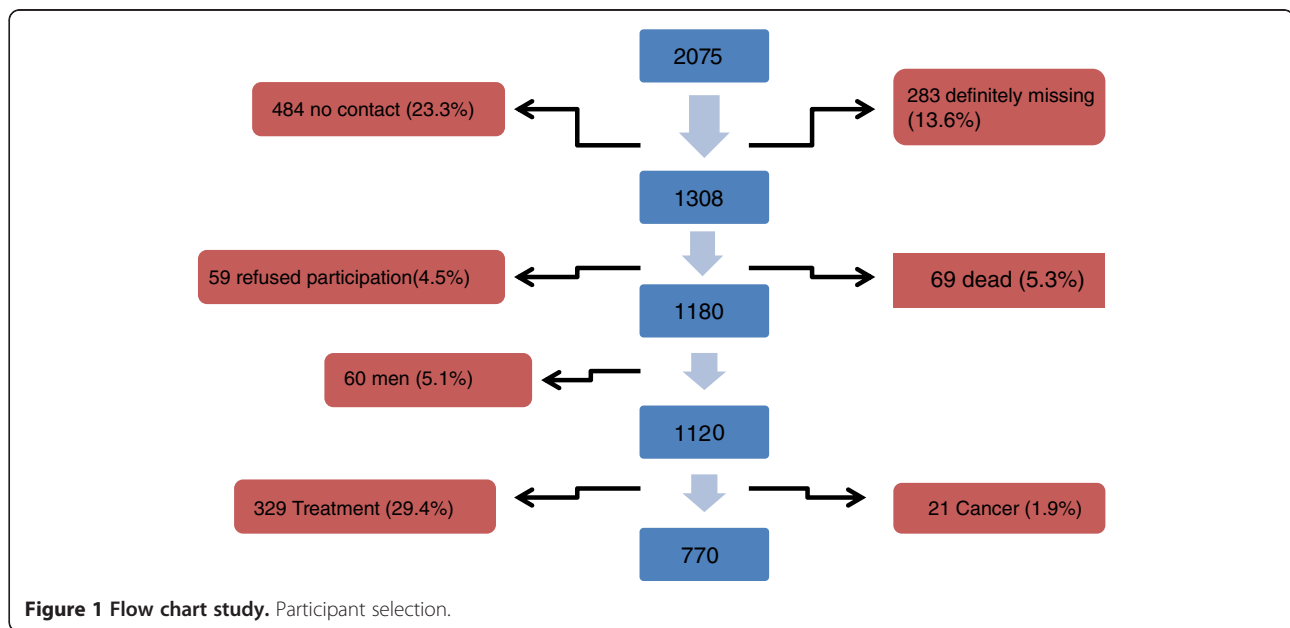 2075
484 no contact (23.3%)
283 definitely missing
(13.6%)
1308
59 refused participation(4.5%)
69 dead (5.3%)
1180
60 men (5.1%)
1120
329 Treatment (29.4%)
21 Cancer (1.9%)
770
Figure 1 Flow chart study. Participant selection.